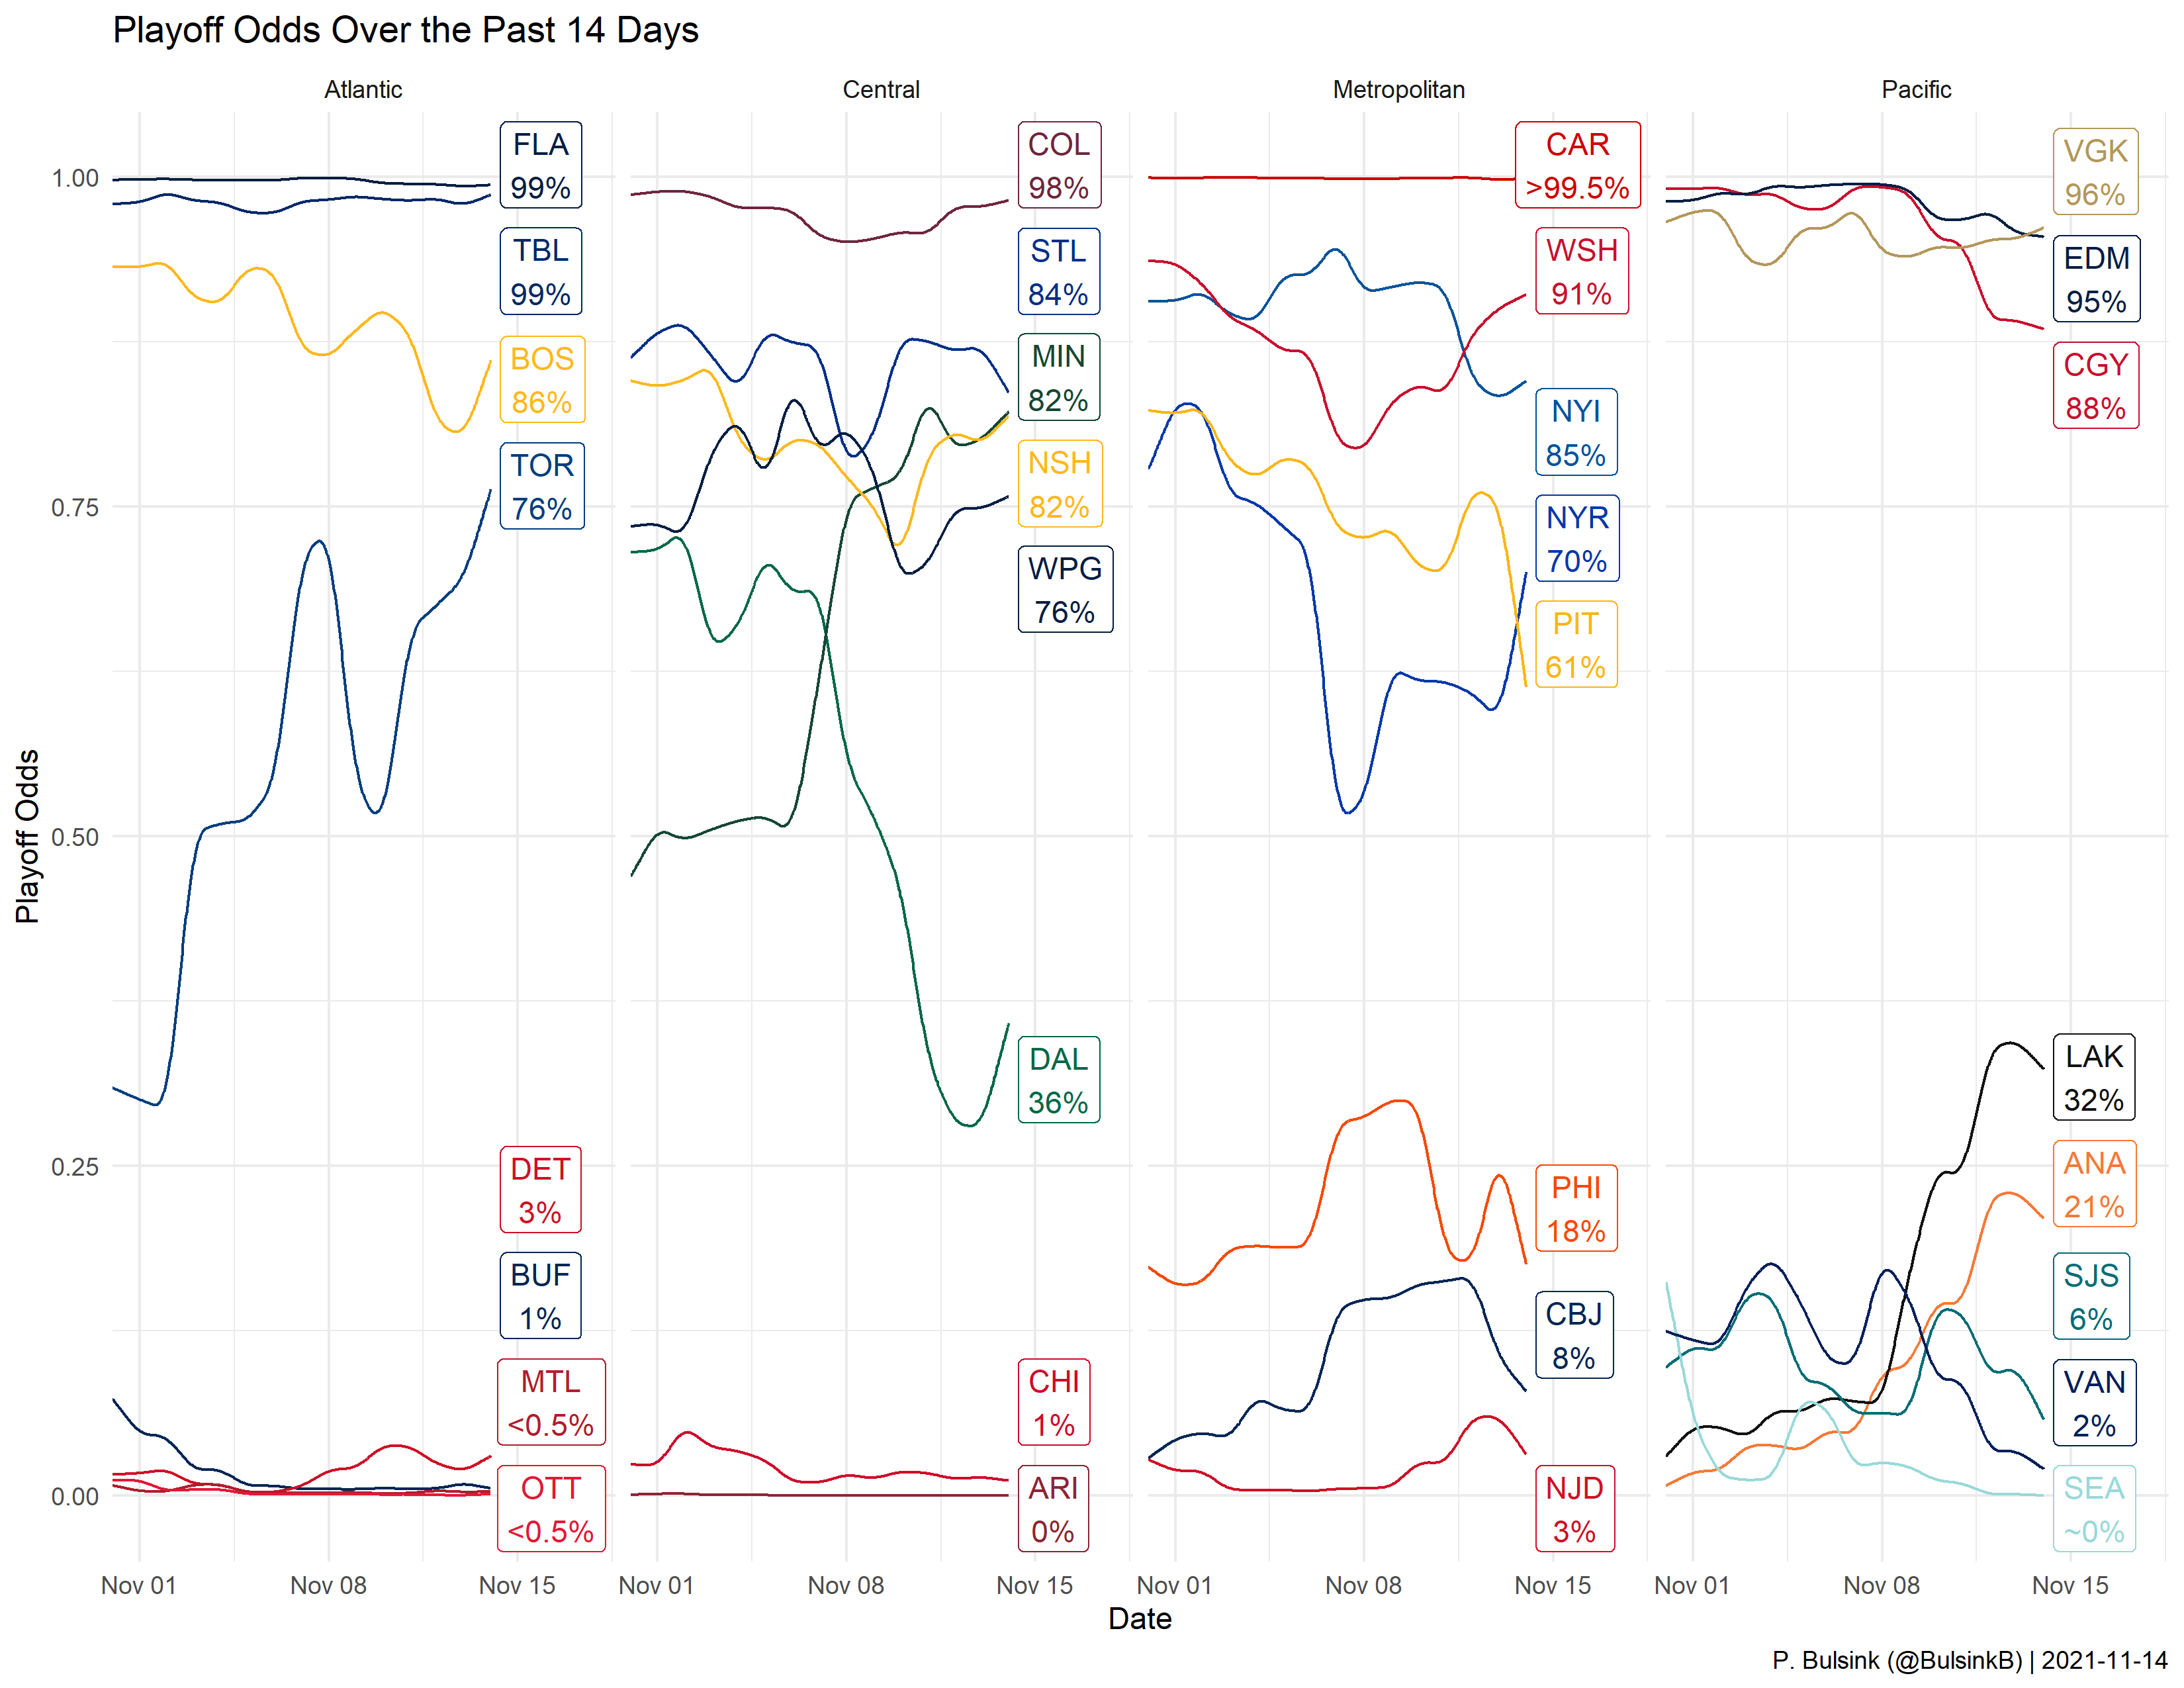 Playoff Odds Over the Past 14 Days
Atlantic
Central
Metropolitan
Pacific
Playoff Odds
1.00
0.75
0.50
0.25
0.00
FLA
99%
TBL
99%
BOS
86%
TOR
76%
DET
3%
BUF
1%
MTL
<0.5%
OTT
<0.5%
COL
98%
STL
84%
MIN
82%
NSH
82%
WPG
76%
DAL
36%
CHI
1%
ARI
0%
CAR
>99.5%
WSH
91%
NYI
85%
NYR
70%
PIT
61%
PHI
18%
CBJ
8%
NJD
3%
VGK
96%
EDM
95%
CGY
88%
LAK
32%
ANA
21%
SJS
6%
VAN
2%
SEA
~0%
Nov 01 Nov 08 Nov 15 Nov 01 Nov 08 Nov 15 Nov 01 Nov 08 Nov 15 Nov 01 Nov 08 Nov 15
Date
P. Bulsink (@BulsinkB) | 2021-11-14